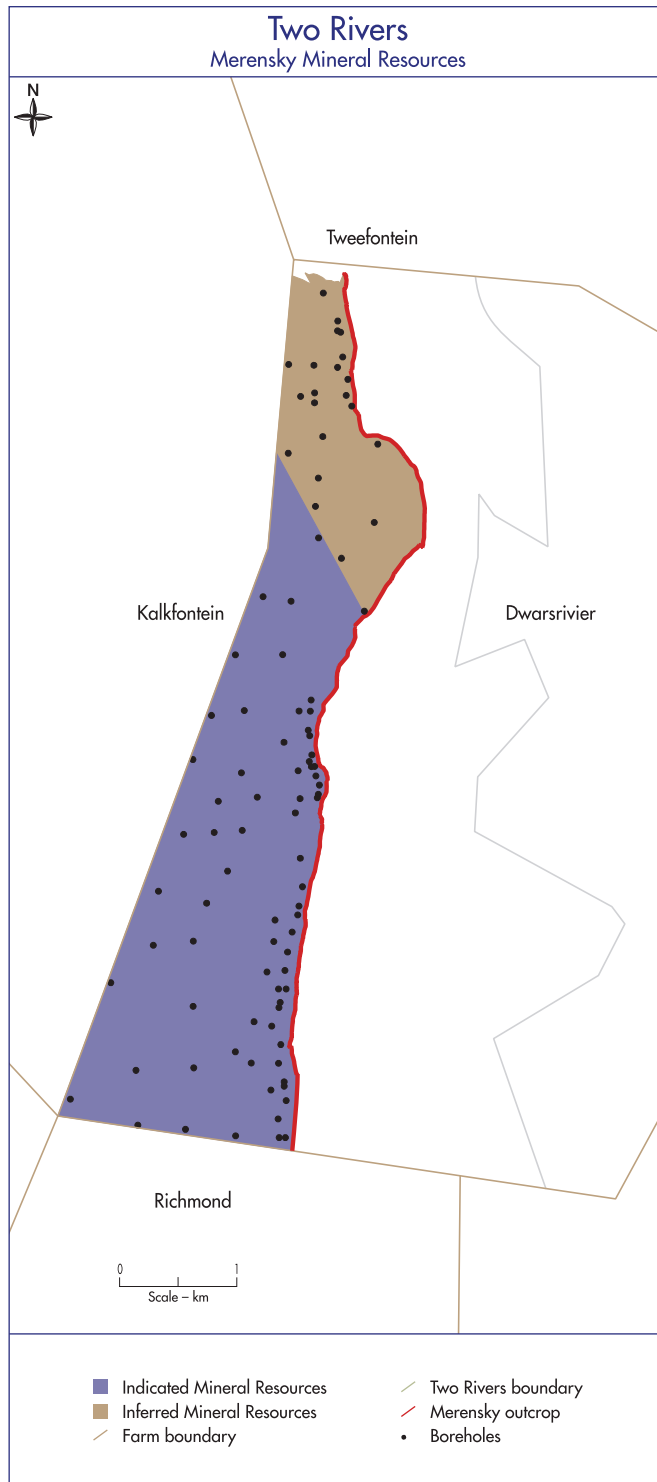 Two Rivers
Merensky Mineral Resources
N
Tweefontein
Kalkfontein
Dwarsrivier
Richmond
0 1
Scale – km
Indicated Mineral Resources
Inferred Mineral Resources
Farm boundary
Two Rivers boundary
Merensky outcrop
Boreholes